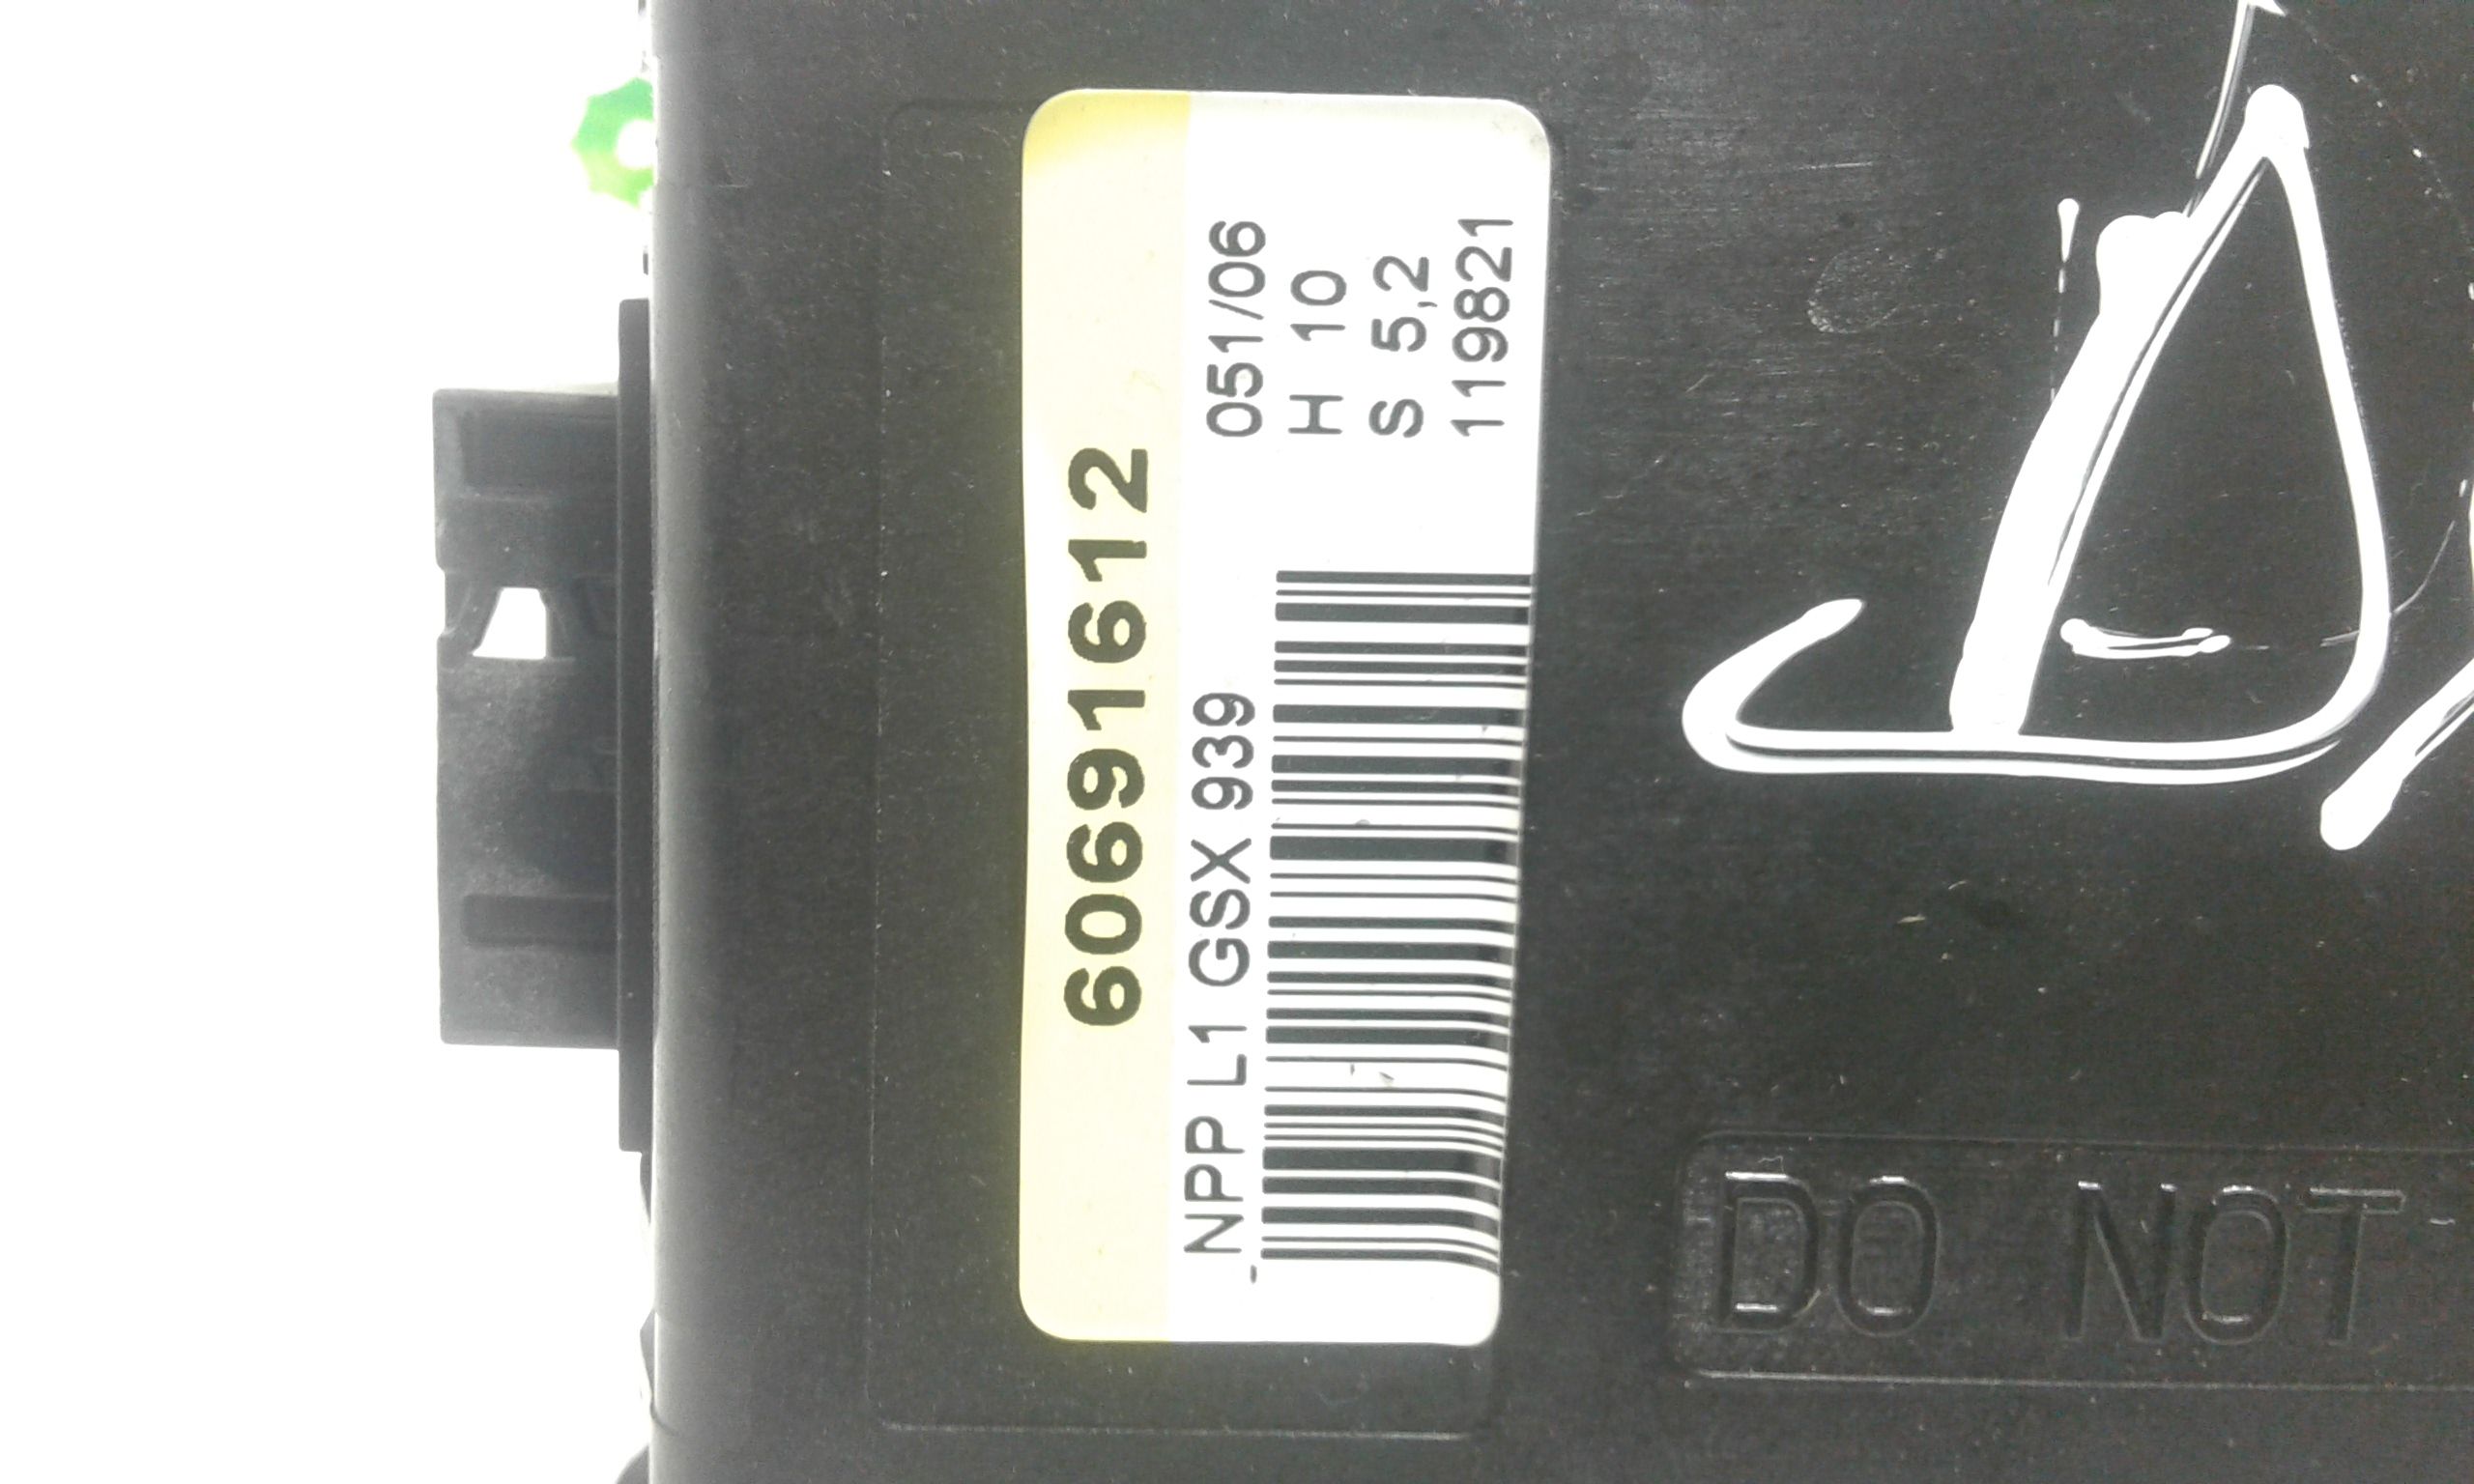 60691612
NPP L1 GSX 939
051/06
H 10
S 5,2
119821
DO NOT